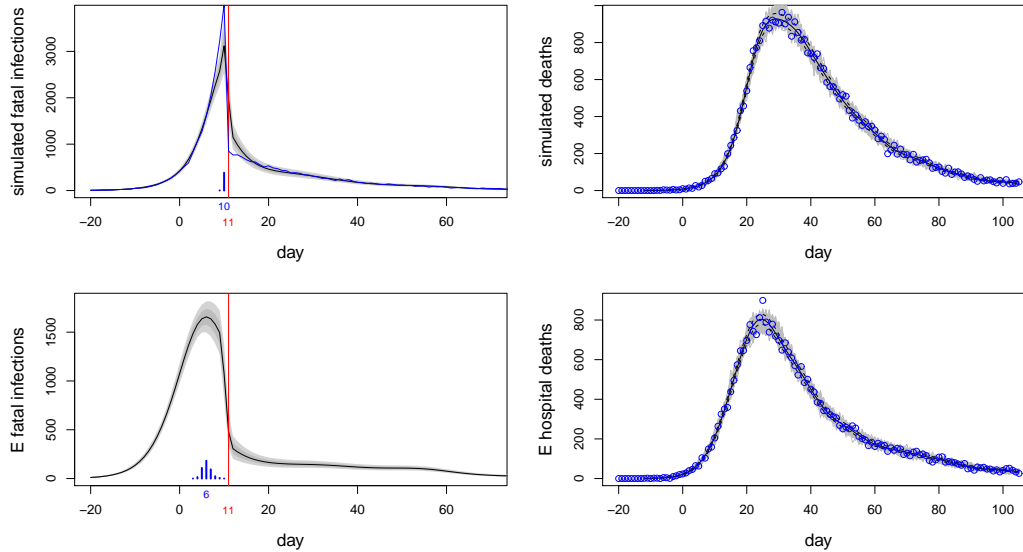 simulated fatal infections
0 1000 2000 3000
−20 0 20 40 60
10
11
day
simulated deaths
0 200 400 600 800
−20 0 20 40 60 80 100
day
E fatal infections
0 500 1000 1500
−20 0 20 40 60
6
11
day
E hospital deaths
0 200 400 600 800
−20 0 20 40 60 80 100
day